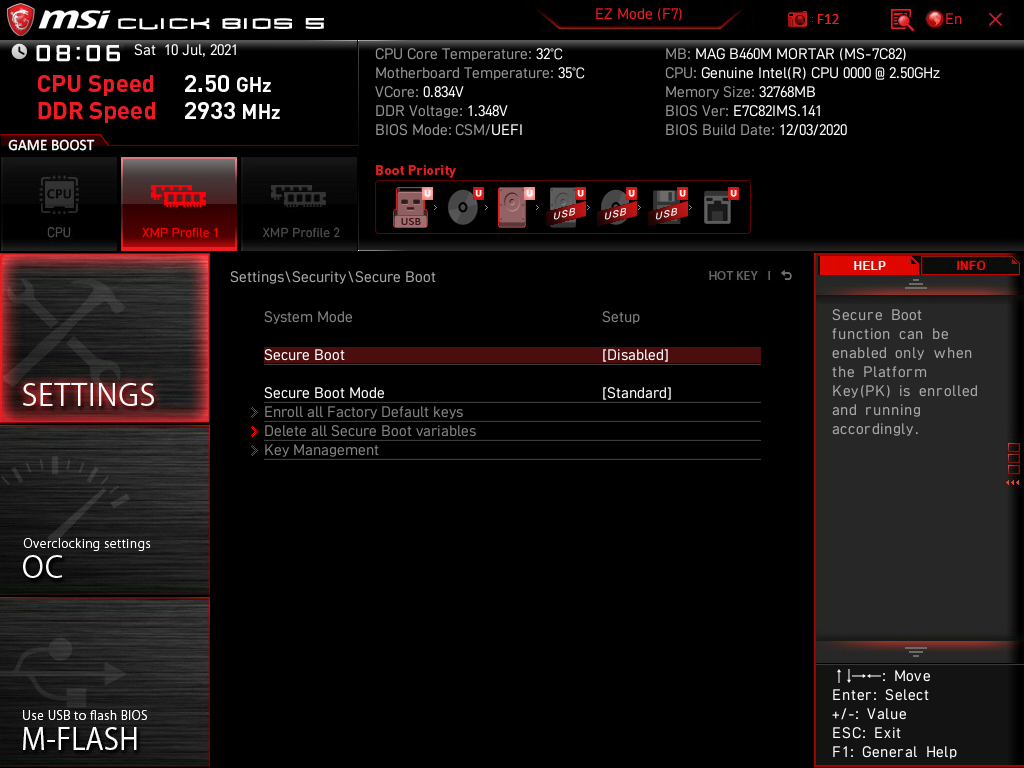 msi CLICK BIOS 5
EZ Mode (F7)
: F12
En
08:06 Sat 10 Jul, 2021
CPU Speed 2.50 GHz
DDR Speed 2933 MHz
CPU Core Temperature: 32°C
Motherboard Temperature: 35°C
VCore: 0.834V
DDR Voltage: 1.348V
BIOS Mode: CSM/UEFI
MB: MAG B460M MORTAR (MS-7C82)
CPU: Genuine Intel(R) CPU 0000 @ 2.50GHz
Memory Size: 32768MB
BIOS Ver: E7C82IMS.141
BIOS Build Date: 12/03/2020
GAME BOOST
CPU
CPU
XMP Profile 1
XMP Profile 2
Boot Priority
U U U U U U U
USB USB USB USB
SETTINGS
Overclocking settings
OC
Use USB to flash BIOS
M-FLASH
Settings\Security\Secure Boot
HOT KEY |
System Mode Setup
Secure Boot [Disabled]
Secure Boot Mode [Standard]
Enroll all Factory Default keys
Delete all Secure Boot variables
Key Management
HELP
INFO
Secure Boot
function can be
enabled only when
the Platform
Key(PK) is enrolled
and running
accordingly.
↑↓→←: Move
Enter: Select
+/-: Value
ESC: Exit
F1: General Help